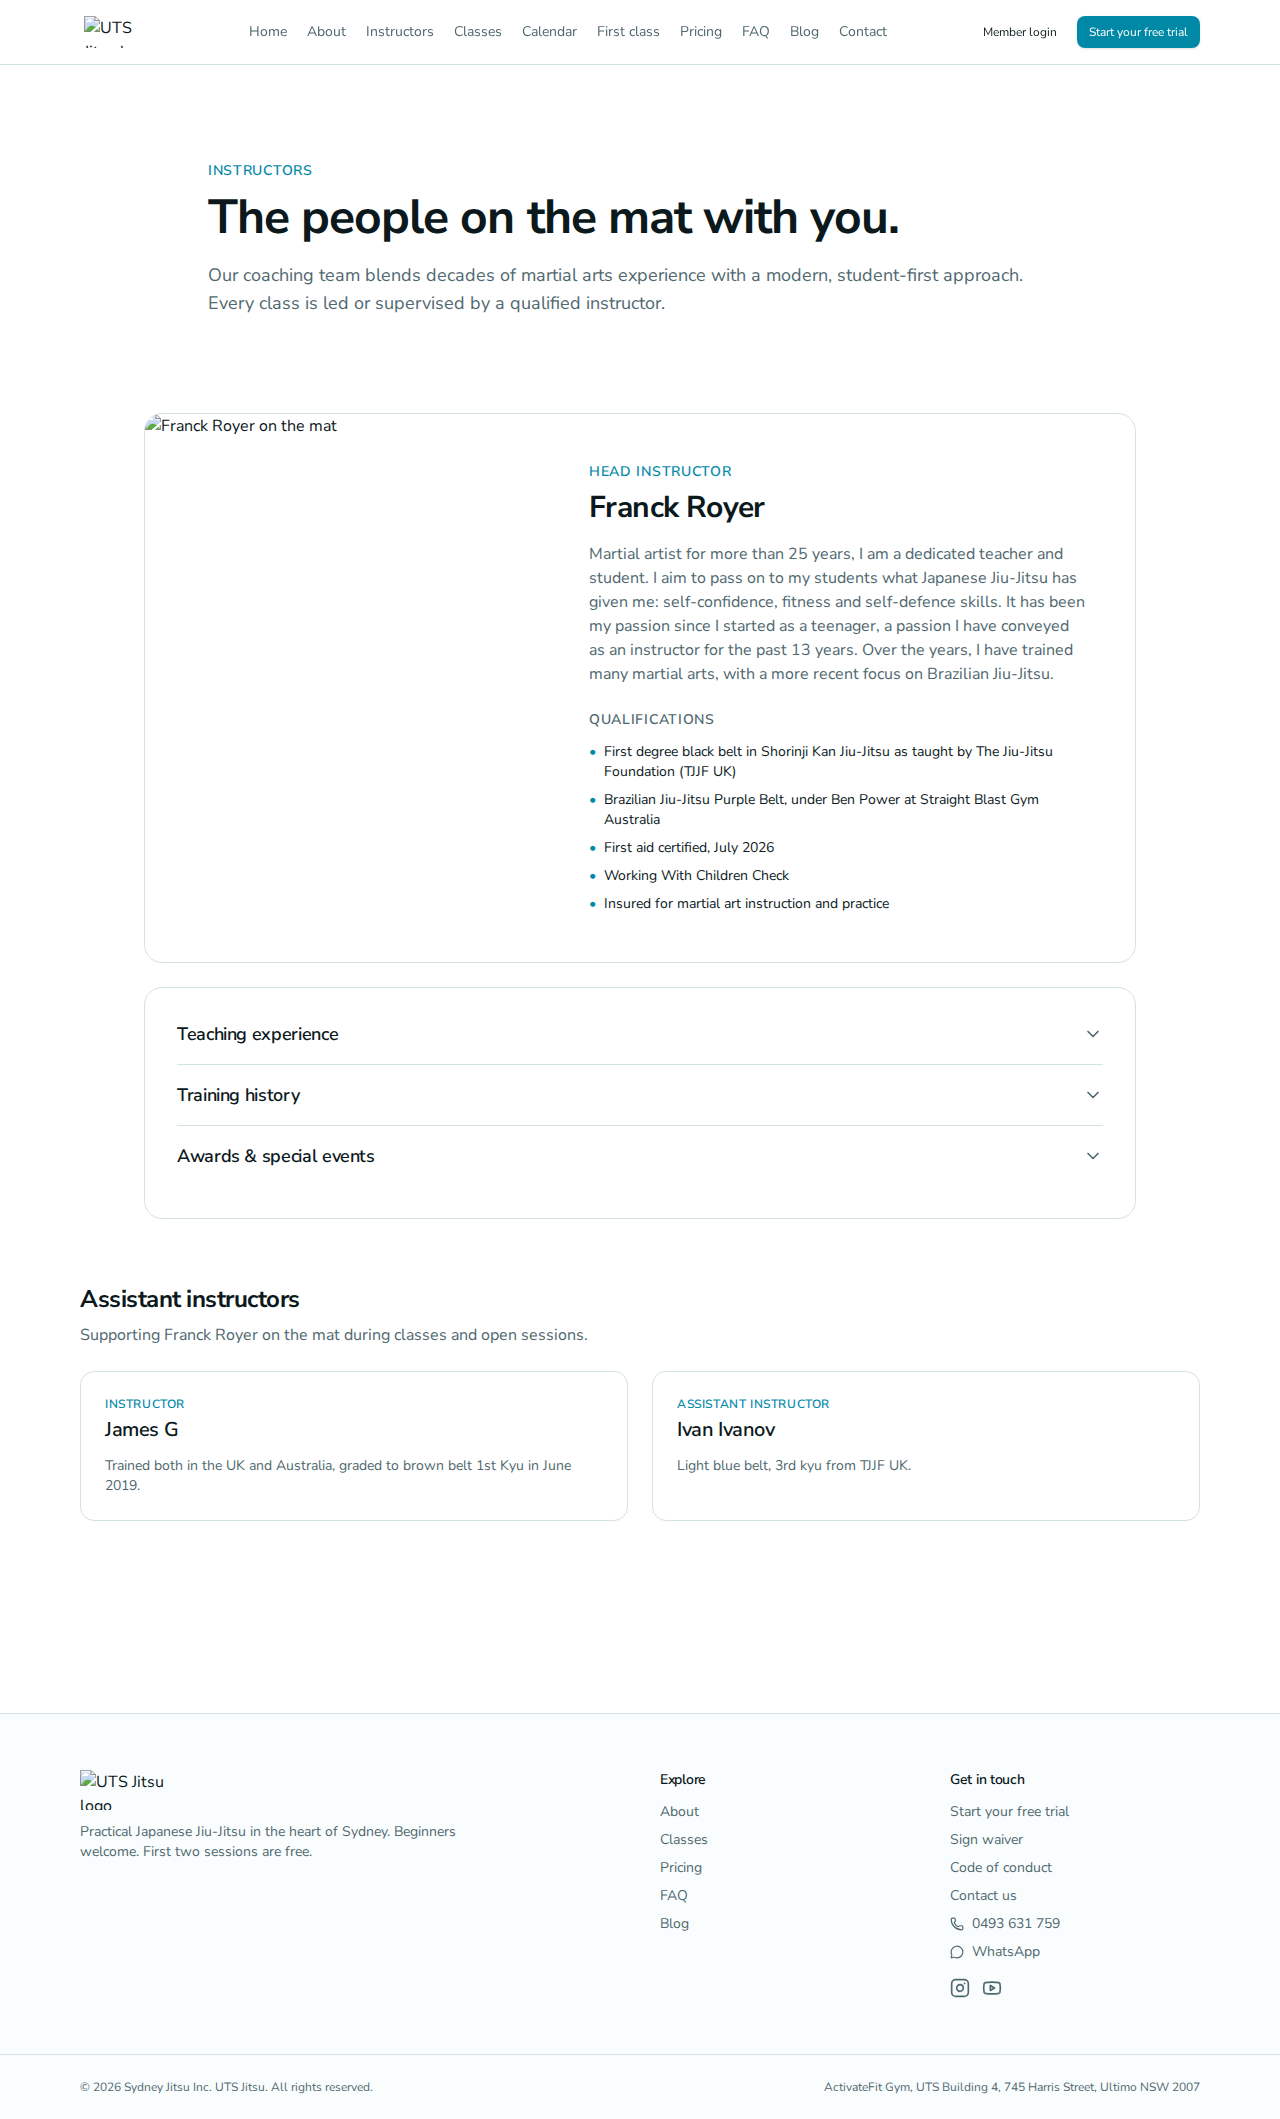 UTS
Home About Instructors Classes Calendar First class Pricing FAQ Blog Contact
Member login
Start your free trial
INSTRUCTORS
The people on the mat with you.
Our coaching team blends decades of martial arts experience with a modern, student-first approach.
Every class is led or supervised by a qualified instructor.
Franck Royer on the mat
HEAD INSTRUCTOR
Franck Royer
Martial artist for more than 25 years, I am a dedicated teacher and
student. I aim to pass on to my students what Japanese Jiu-Jitsu has
given me: self-confidence, fitness and self-defence skills. It has been
my passion since I started as a teenager, a passion I have conveyed
as an instructor for the past 13 years. Over the years, I have trained
many martial arts, with a more recent focus on Brazilian Jiu-Jitsu.
QUALIFICATIONS
• First degree black belt in Shorinji Kan Jiu-Jitsu as taught by The Jiu-Jitsu
Foundation (TJJF UK)
• Brazilian Jiu-Jitsu Purple Belt, under Ben Power at Straight Blast Gym
Australia
• First aid certified, July 2026
• Working With Children Check
• Insured for martial art instruction and practice
Teaching experience
Training history
Awards & special events
Assistant instructors
Supporting Franck Royer on the mat during classes and open sessions.
INSTRUCTOR
James G
Trained both in the UK and Australia, graded to brown belt 1st Kyu in June
2019.
ASSISTANT INSTRUCTOR
Ivan Ivanov
Light blue belt, 3rd kyu from TJJF UK.
UTS Jitsu
logo
Practical Japanese Jiu-Jitsu in the heart of Sydney. Beginners
welcome. First two sessions are free.
Explore
About
Classes
Pricing
FAQ
Blog
Get in touch
Start your free trial
Sign waiver
Code of conduct
Contact us
0493 631 759
WhatsApp
© 2026 Sydney Jitsu Inc. UTS Jitsu. All rights reserved.
ActivateFit Gym, UTS Building 4, 745 Harris Street, Ultimo NSW 2007